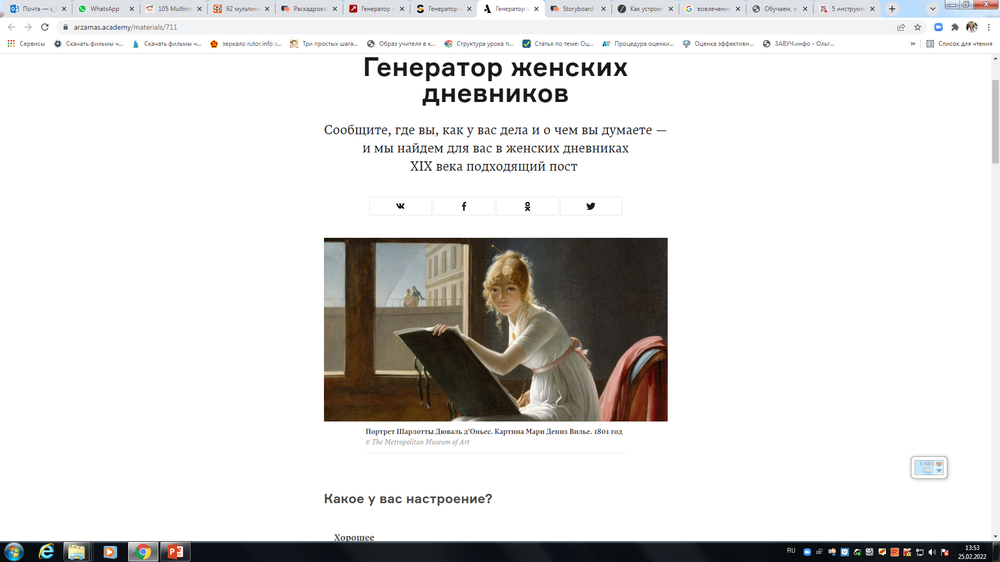 Почта — s_9
WhatsApp
105 Multime
92 мультиме
Раскадровк
Генератор и
Генератор и
Генератор ж
Storyboard T
Как устроен
вовлечение
Обучаем, во
5 инструмен
arzamas.academy/materials/711
Сервисы
Скачать фильмы ч...
Скачать фильмы ч...
зеркало rutor.info ::...
Три простых шага...
Образ учителя в к...
Структура урока п...
Статья по теме: Оц...
Процедура оценки...
Оценка эффективн...
ЗАВУЧ.инфо - Ольг...
»
Список для чтения
Генератор женских
дневников
Сообщите, где вы, как у вас дела и о чем вы думаете —
и мы найдем для вас в женских дневниках
XIX века подходящий пост
Портрет Шарлотты Дюваль д’Оньес. Картина Мари Дениз Вилье. 1801 год
© The Metropolitan Museum of Art
5 KB/s
Какое у вас настроение?
Хорошее
RU
13:53
25.02.2022